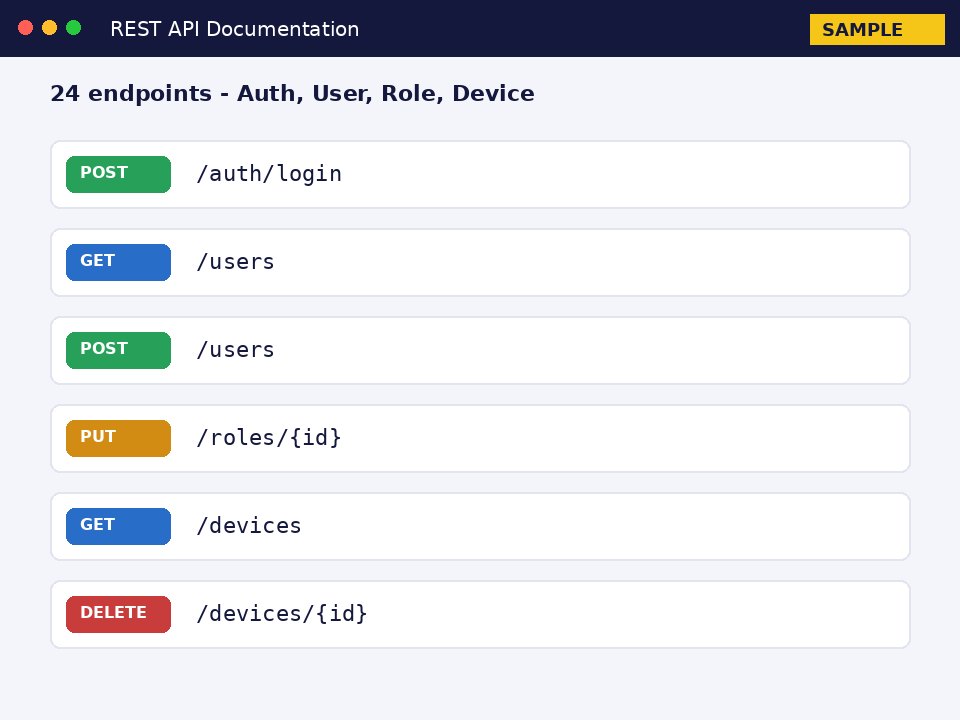 REST API Documentation
SAMPLE
24 endpoints - Auth, User, Role, Device
POST /auth/login
GET /users
POST /users
PUT /roles/{id}
GET /devices
DELETE /devices/{id}